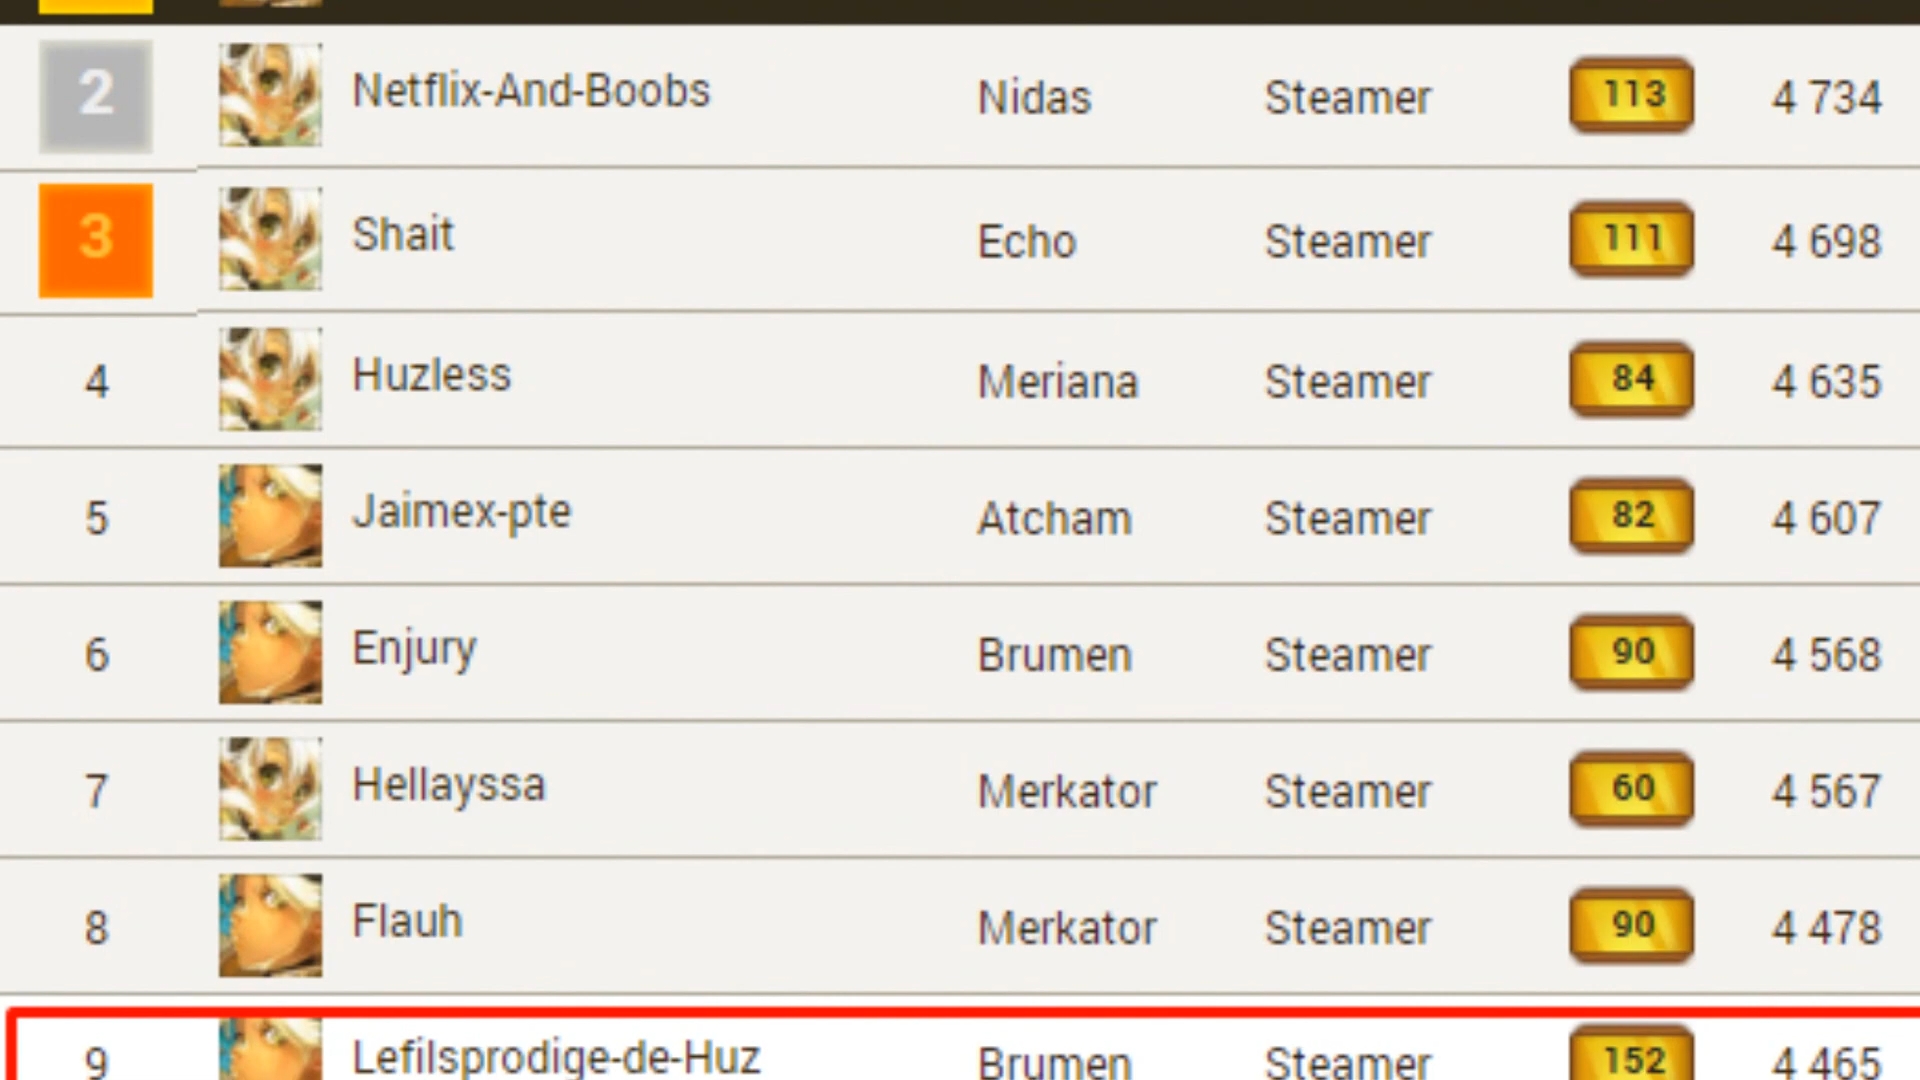 2 Netflix-And-Boobs Nidas Steamer 113 4 734
3 Shait Echo Steamer 111 4 698
4 Huzless Meriana Steamer 84 4 635
5 Jaimex-pte Atcham Steamer 82 4 607
6 Enjury Brumen Steamer 90 4 568
7 Hellayssa Merkator Steamer 60 4 567
8 Flauh Merkator Steamer 90 4 478
9 Lefilsprodige-de-Huz Brumen Steamer 152 4 465